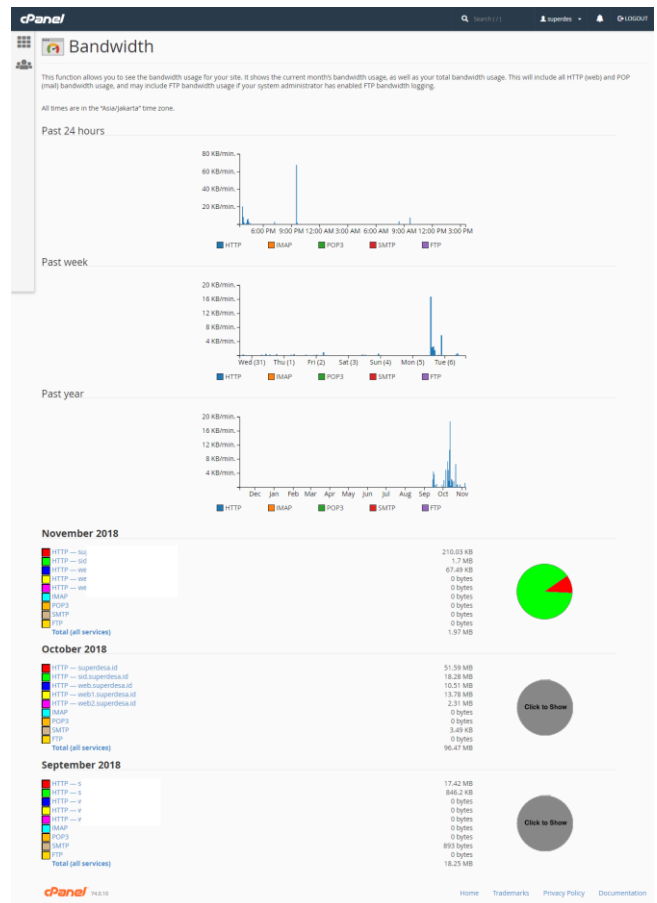 cPanel
Search ( / )
superdes
LOGOUT
Bandwidth
This function allows you to see the bandwidth usage for your site. It shows the current month's bandwidth usage, as well as your total bandwidth usage. This will include all HTTP (web) and POP
(mail) bandwidth usage, and may include FTP bandwidth usage if your system administrator has enabled FTP bandwidth logging.
All times are in the "Asia/Jakarta" time zone.
Past 24 hours
80 KB/min.
60 KB/min.
40 KB/min.
20 KB/min.
6:00 PM 9:00 PM 12:00 AM 3:00 AM 6:00 AM 9:00 AM 12:00 PM 3:00 PM
HTTP IMAP POP3 SMTP FTP
Past week
20 KB/min.
16 KB/min.
12 KB/min.
8 KB/min.
4 KB/min.
Wed (31) Thu (1) Fri (2) Sat (3) Sun (4) Mon (5) Tue (6)
HTTP IMAP POP3 SMTP FTP
Past year
20 KB/min.
16 KB/min.
12 KB/min.
8 KB/min.
4 KB/min.
Dec Jan Feb Mar Apr May Jun Jul Aug Sep Oct Nov
HTTP IMAP POP3 SMTP FTP
November 2018
HTTP — suj 210.03 KB
HTTP — sid 1.7 MB
HTTP — we 67.49 KB
HTTP — we 0 bytes
HTTP — we 0 bytes
IMAP 0 bytes
POP3 0 bytes
SMTP 0 bytes
FTP 0 bytes
Total (all services) 1.97 MB
October 2018
HTTP — superdesa.id 51.59 MB
HTTP — sid.superdesa.id 18.28 MB
HTTP — web.superdesa.id 10.51 MB
HTTP — web1.superdesa.id 13.78 MB
HTTP — web2.superdesa.id 2.31 MB
IMAP 0 bytes
POP3 0 bytes
SMTP 3.49 KB
FTP 0 bytes
Total (all services) 96.47 MB
Click to Show
September 2018
HTTP — s 17.42 MB
HTTP — s 846.2 KB
HTTP — v 0 bytes
HTTP — v 0 bytes
HTTP — v 0 bytes
IMAP 0 bytes
POP3 0 bytes
SMTP 893 bytes
FTP 0 bytes
Total (all services) 18.25 MB
Click to Show
cPanel 74.0.10
Home Trademarks Privacy Policy Documentation